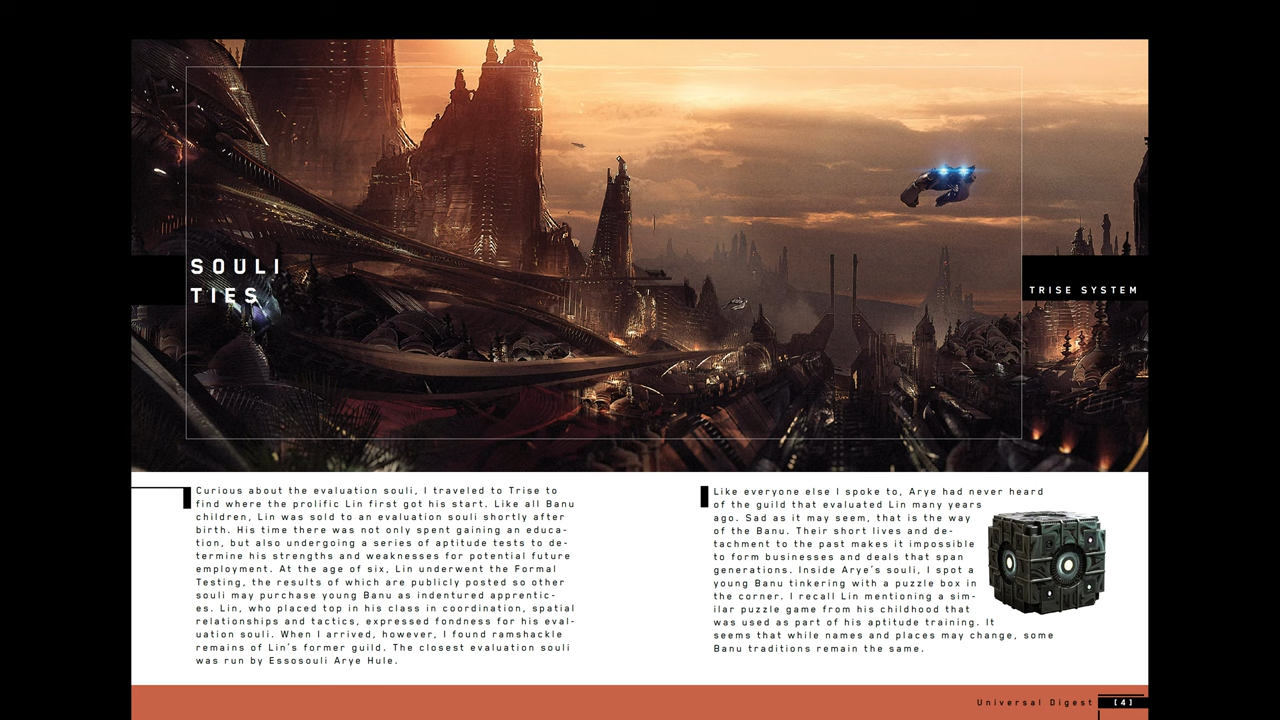 SOULI
TIES
TRISE SYSTEM
Curious about the evaluation souli, I traveled to Trise to
find where the prolific Lin first got his start. Like all Banu
children, Lin was sold to an evaluation souli shortly after
birth. His time there was not only spent gaining an educa-
tion, but also undergoing a series of aptitude tests to de-
termine his strengths and weaknesses for potential future
employment. At the age of six, Lin underwent the Formal
Testing, the results of which are publicly posted so other
souli may purchase young Banu as indentured apprentic-
es. Lin, who placed top in his class in coordination, spatial
relationships and tactics, expressed fondness for his eval-
uation souli. When I arrived, however, I found ramshackle
remains of Lin's former guild. The closest evaluation souli
was run by Essosouli Arye Hule.
Like everyone else I spoke to, Arye had never heard
of the guild that evaluated Lin many years
ago. Sad as it may seem, that is the way
of the Banu. Their short lives and de-
tachment to the past makes it impossible
to form businesses and deals that span
generations. Inside Arye's souli, I spot a
young Banu tinkering with a puzzle box in
the corner. I recall Lin mentioning a sim-
ilar puzzle game from his childhood that
was used as part of his aptitude training. It
seems that while names and places may change, some
Banu traditions remain the same.
Universal Digest [4]